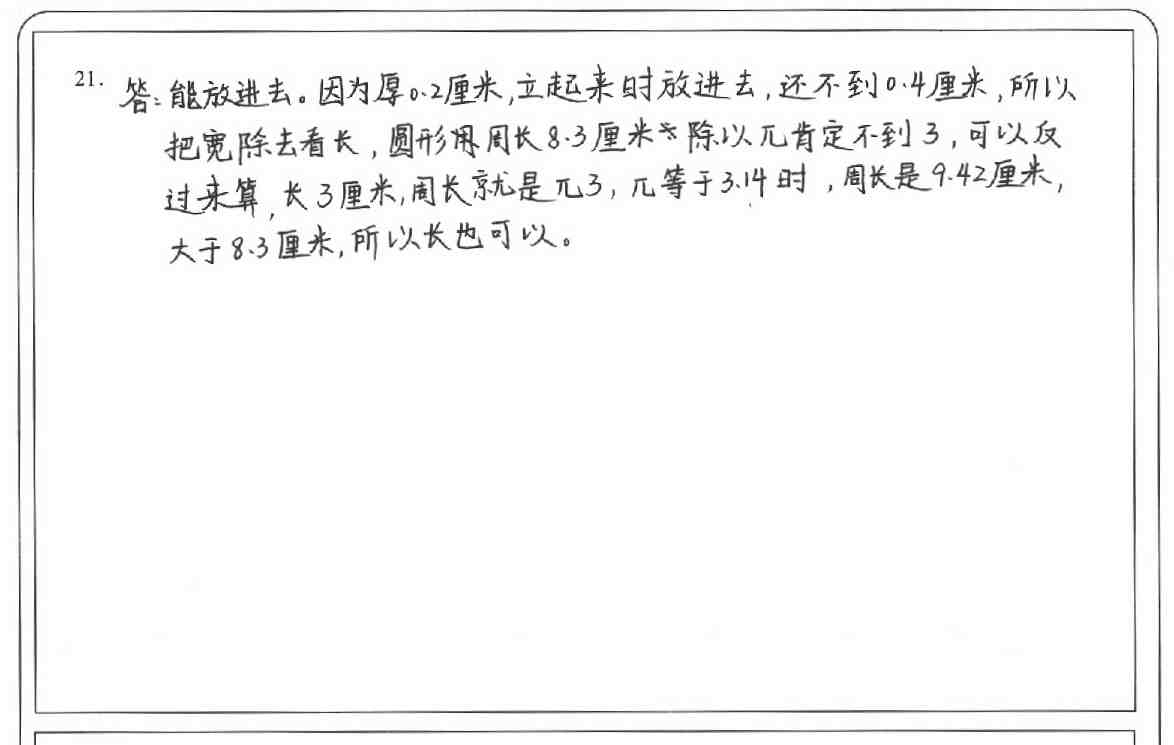 21. 答:能放进去。因为厚0.2厘米,立起来时放进去,还不到0.4厘米,所以
把宽除去看长,圆形用周长8.3厘米除以兀肯定不到3,可以反
过来算,长3厘米,周长就是兀3,兀等于3.14时,周长是9.42厘米,
大于8.3厘米,所以长也可以。